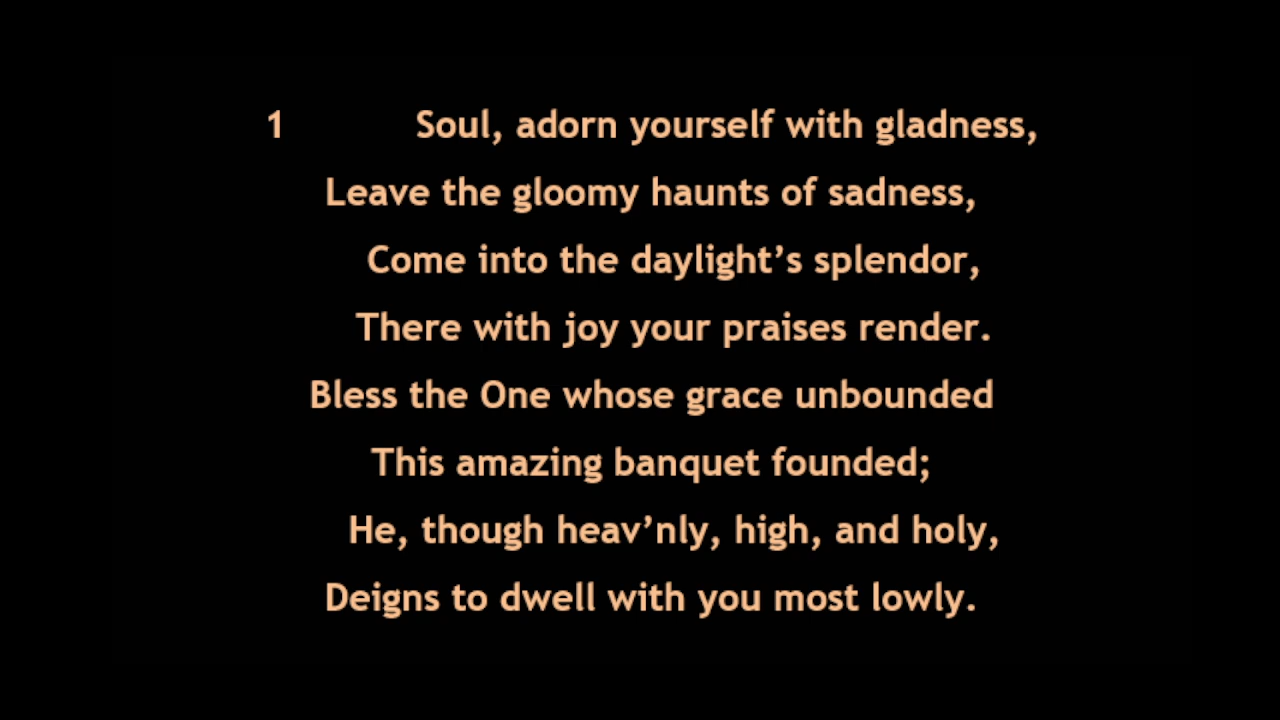 1 Soul, adorn yourself with gladness,
Leave the gloomy haunts of sadness,
Come into the daylight’s splendor,
There with joy your praises render.
Bless the One whose grace unbounded
This amazing banquet founded;
He, though heav’nly, high, and holy,
Deigns to dwell with you most lowly.